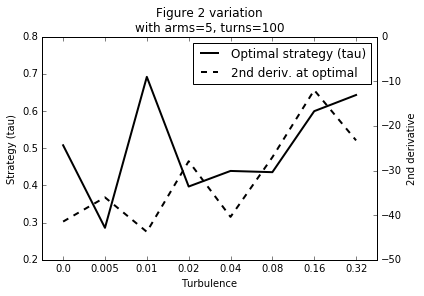 Figure 2 variation
with arms=5, turns=100
Optimal strategy (tau)
2nd deriv. at optimal
Strategy (tau)
0.8
0.7
0.6
0.5
0.4
0.3
0.2
0
−10
−20
−30
−40
−50
2nd derivative
0.0 0.005 0.01 0.02 0.04 0.08 0.16 0.32
Turbulence